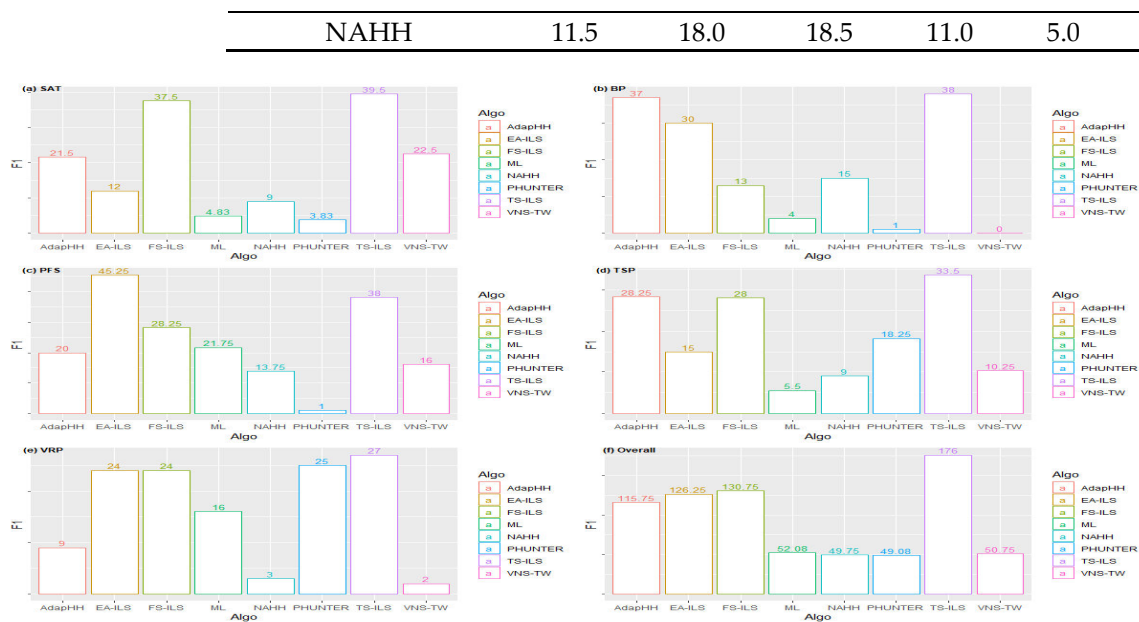 NAHH 11.5 18.0 18.5 11.0 5.0
(a) SAT
37.5
39.5
21.5
12
4.83
9
3.83
22.5
F1
AdapHH EA-ILS FS-ILS ML NAHH PHUNTER TS-ILS VNS-TW
Algo
Algo
a AdapHH
a EA-ILS
a FS-ILS
a ML
a NAHH
a PHUNTER
a TS-ILS
a VNS-TW
(b) BP
37
30
13
4
15
1
38
0
F1
AdapHH EA-ILS FS-ILS ML NAHH PHUNTER TS-ILS VNS-TW
Algo
Algo
a AdapHH
a EA-ILS
a FS-ILS
a ML
a NAHH
a PHUNTER
a TS-ILS
a VNS-TW
(c) PFS
20
45.25
28.25
21.75
13.75
1
38
16
F1
AdapHH EA-ILS FS-ILS ML NAHH PHUNTER TS-ILS VNS-TW
Algo
Algo
a AdapHH
a EA-ILS
a FS-ILS
a ML
a NAHH
a PHUNTER
a TS-ILS
a VNS-TW
(d) TSP
28.25
15
28
5.5
9
18.25
33.5
10.25
F1
AdapHH EA-ILS FS-ILS ML NAHH PHUNTER TS-ILS VNS-TW
Algo
Algo
a AdapHH
a EA-ILS
a FS-ILS
a ML
a NAHH
a PHUNTER
a TS-ILS
a VNS-TW
(e) VRP
9
24
24
16
3
25
27
2
F1
AdapHH EA-ILS FS-ILS ML NAHH PHUNTER TS-ILS VNS-TW
Algo
Algo
a AdapHH
a EA-ILS
a FS-ILS
a ML
a NAHH
a PHUNTER
a TS-ILS
a VNS-TW
(f) Overall
115.75
126.25
130.75
52.08
49.75
49.08
176
50.75
F1
AdapHH EA-ILS FS-ILS ML NAHH PHUNTER TS-ILS VNS-TW
Algo
Algo
a AdapHH
a EA-ILS
a FS-ILS
a ML
a NAHH
a PHUNTER
a TS-ILS
a VNS-TW